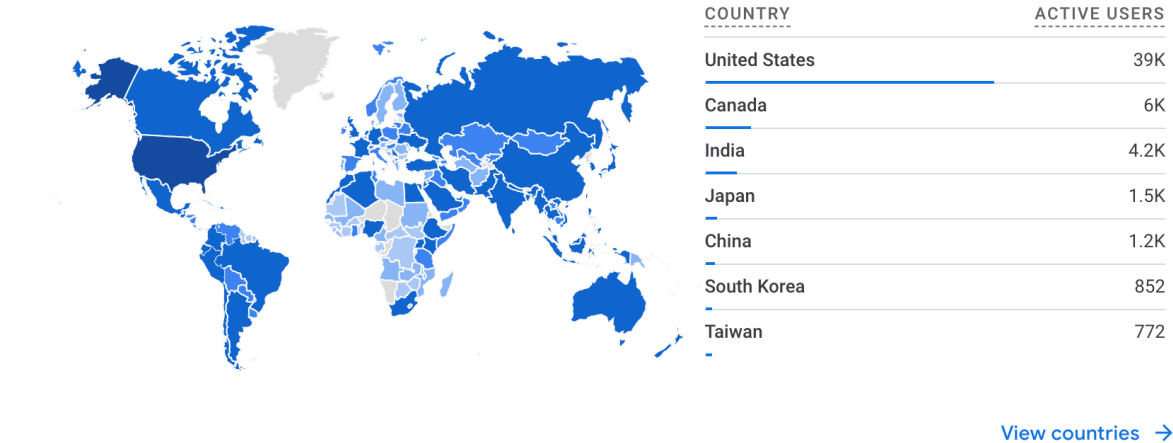 COUNTRY ACTIVE USERS
United States 39K
Canada 6K
India 4.2K
Japan 1.5K
China 1.2K
South Korea 852
Taiwan 772
View countries →